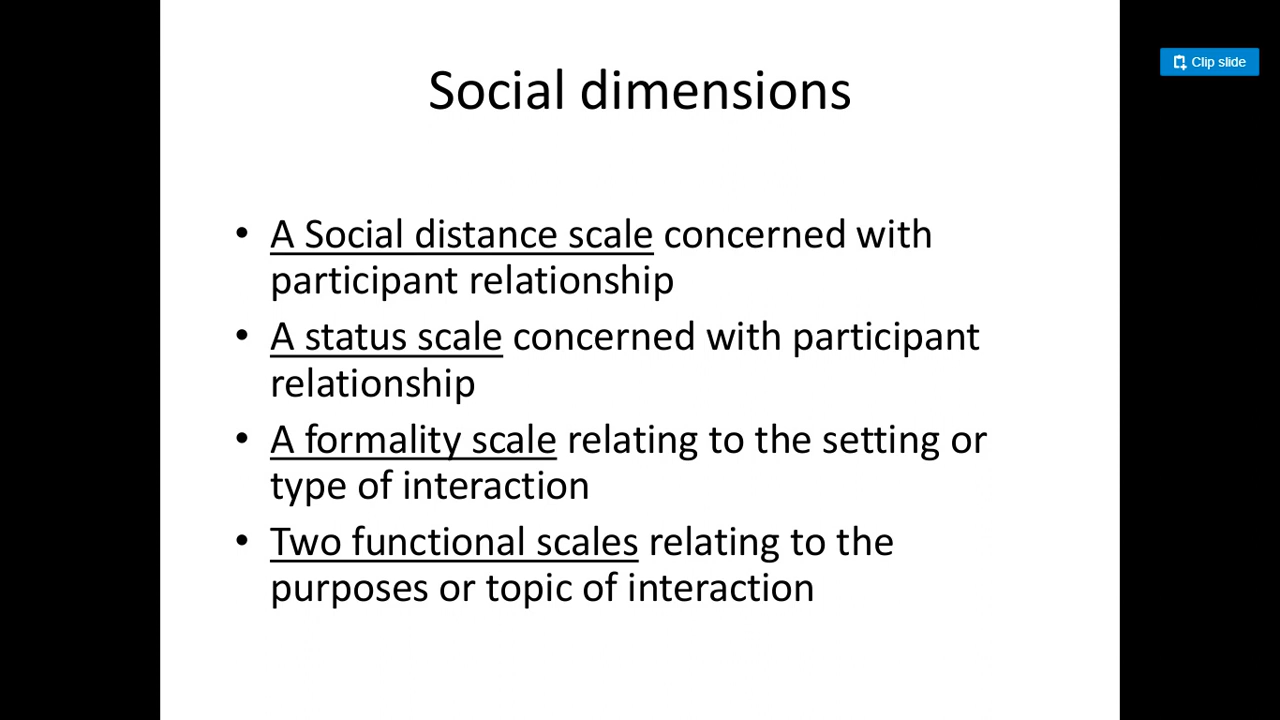 Clip slide
Social dimensions
• A Social distance scale concerned with
participant relationship
• A status scale concerned with participant
relationship
• A formality scale relating to the setting or
type of interaction
• Two functional scales relating to the
purposes or topic of interaction